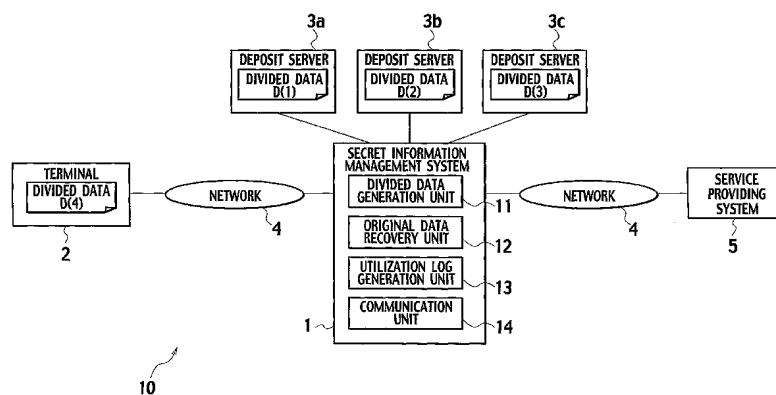 3a
3b
3c
DEPOSIT SERVER
DIVIDED DATA
D(1)
DEPOSIT SERVER
DIVIDED DATA
D(2)
DEPOSIT SERVER
DIVIDED DATA
D(3)
TERMINAL
DIVIDED DATA
D(4)
2
NETWORK
4
SECRET INFORMATION
MANAGEMENT SYSTEM
DIVIDED DATA
GENERATION UNIT
11
ORIGINAL DATA
RECOVERY UNIT
12
UTILIZATION LOG
GENERATION UNIT
13
COMMUNICATION
UNIT
14
1
NETWORK
4
SERVICE
PROVIDING
SYSTEM
5
10